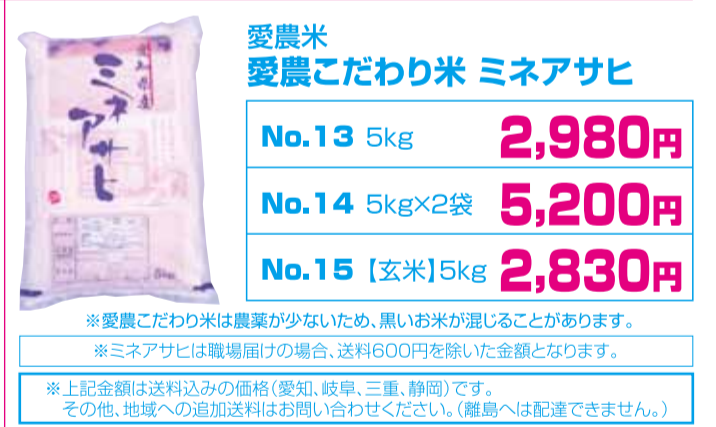 愛知県産
ミネアサヒ
5kg
愛農米
愛農こだわり米 ミネアサヒ
No.13 5kg 2,980円
No.14 5kg×2袋 5,200円
No.15【玄米】5kg 2,830円
※愛農こだわり米は農薬が少ないため、黒いお米が混じることがあります。
※ミネアサヒは職場届けの場合、送料600円を除いた金額となります。
※上記金額は送料込みの価格(愛知、岐阜、三重、静岡)です。
その他、地域への追加送料はお問い合わせください。(離島へは配達できません。)